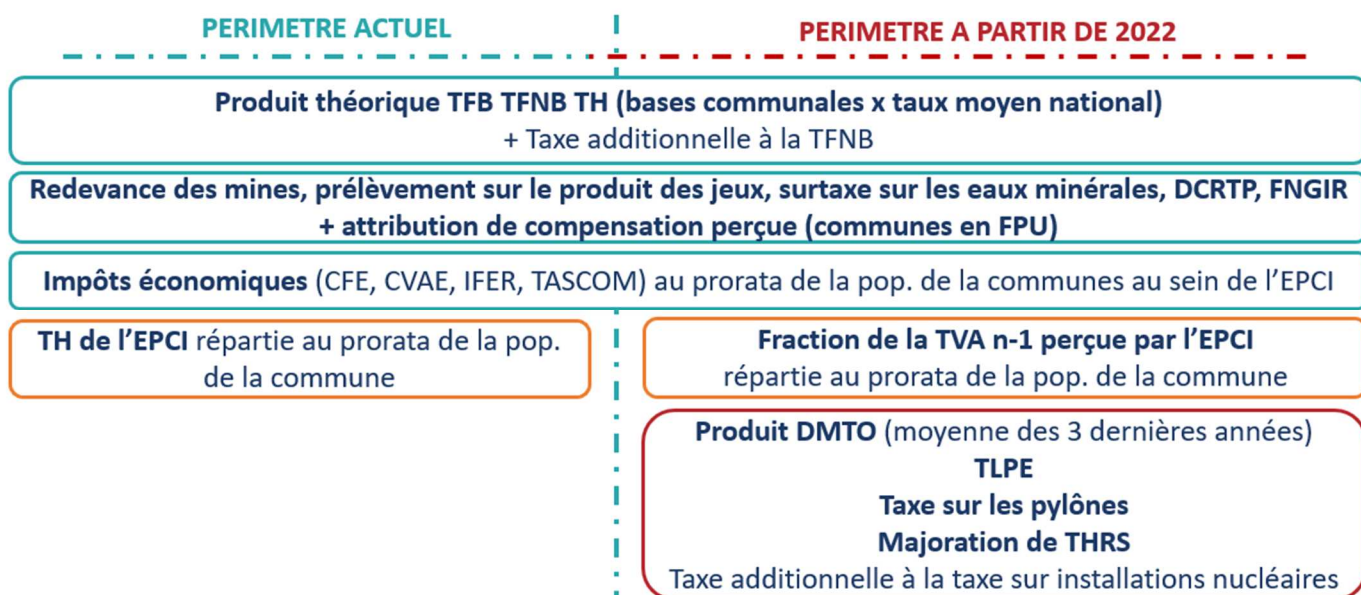 PERIMETRE ACTUEL
PERIMETRE A PARTIR DE 2022
Produit théorique TFB TFNB TH (bases communales x taux moyen national)
+ Taxe additionnelle à la TFNB
Redevance des mines, prélèvement sur le produit des jeux, surtaxe sur les eaux minérales, DCRTP, FNGIR
+ attribution de compensation perçue (communes en FPU)
Impôts économiques (CFE, CVAE, IFER, TASCOM) au prorata de la pop. de la communes au sein de l’EPCI
TH de l’EPCI répartie au prorata de la pop.
de la commune
Fraction de la TVA n-1 perçue par l’EPCI
répartie au prorata de la pop. de la commune
Produit DMTO (moyenne des 3 dernières années)
TLPE
Taxe sur les pylônes
Majoration de THRS
Taxe additionnelle à la taxe sur installations nucléaires